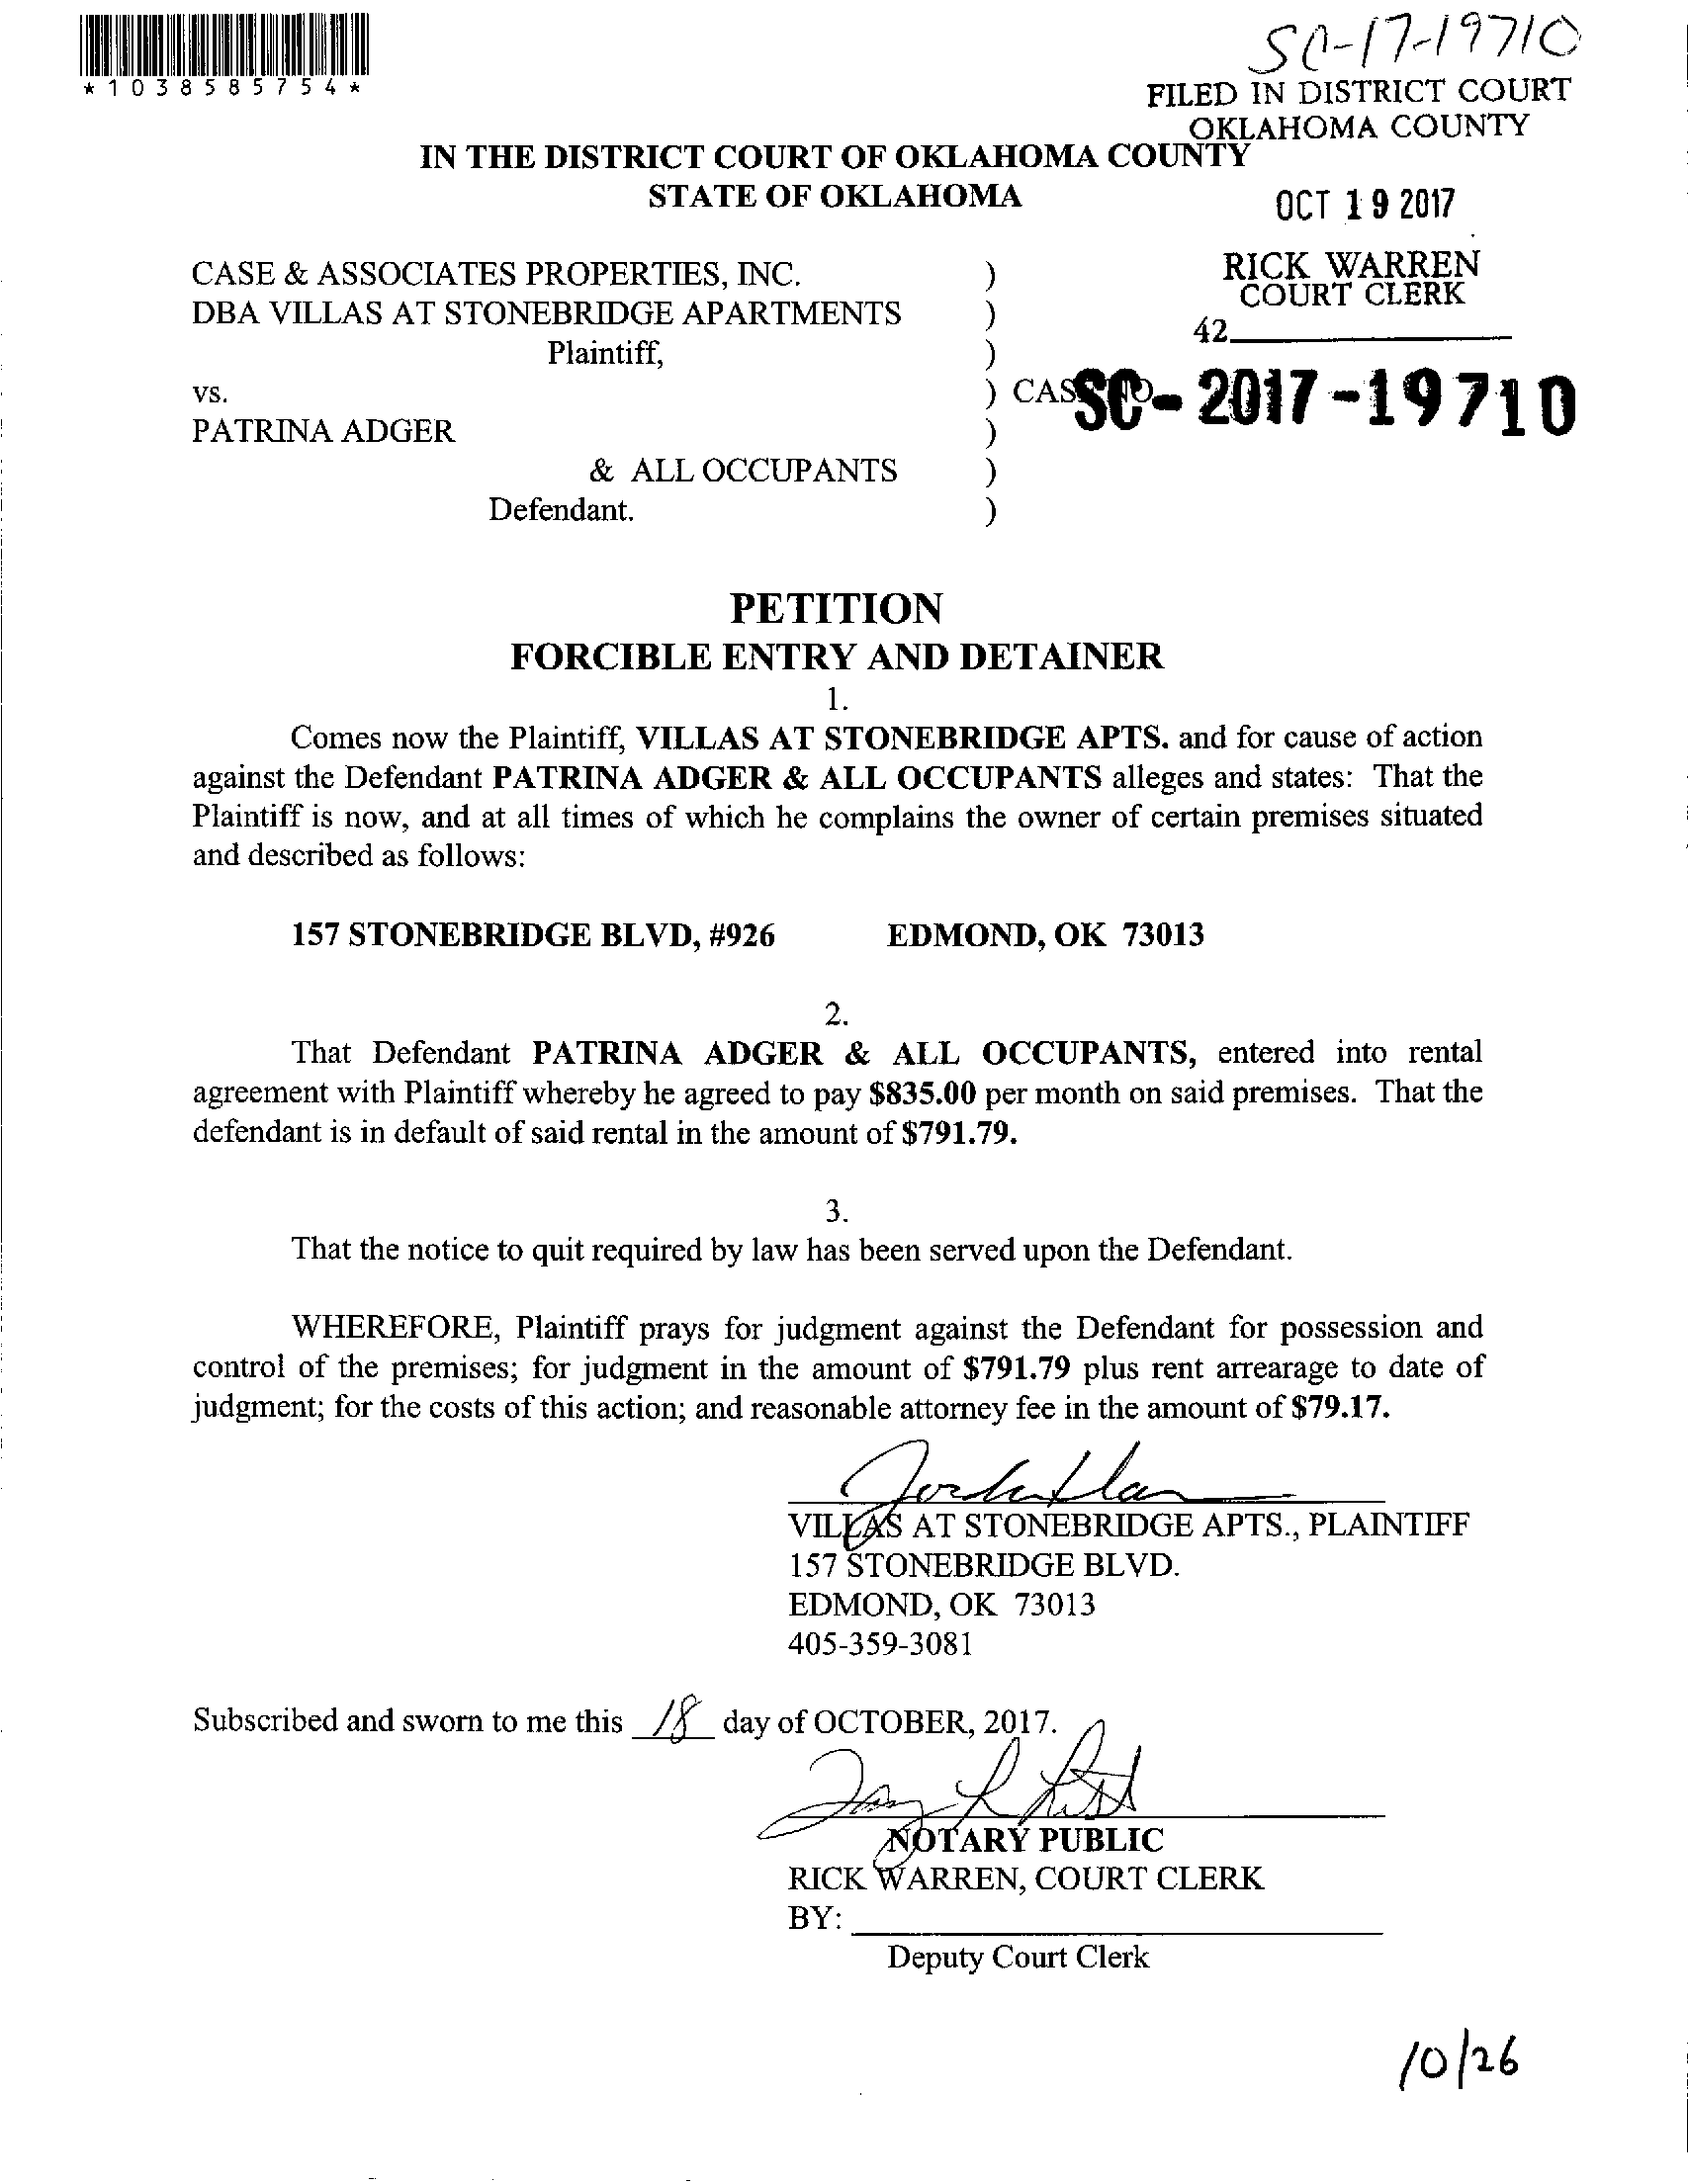 SC-17-19710
*1038585754*
FILED IN DISTRICT COURT
OKLAHOMA COUNTY
IN THE DISTRICT COURT OF OKLAHOMA COUNTY
STATE OF OKLAHOMA
OCT 19 2017
RICK WARREN
COURT CLERK
42
CASE & ASSOCIATES PROPERTIES, INC. )
DBA VILLAS AT STONEBRIDGE APARTMENTS )
Plaintiff, )
vs. ) CASE NO. SC-2017-19710
PATRINA ADGER )
& ALL OCCUPANTS )
Defendant. )
PETITION
FORCIBLE ENTRY AND DETAINER
1.
Comes now the Plaintiff, VILLAS AT STONEBRIDGE APTS. and for cause of action
against the Defendant PATRINA ADGER & ALL OCCUPANTS alleges and states: That the
Plaintiff is now, and at all times of which he complains the owner of certain premises situated
and described as follows:
157 STONEBRIDGE BLVD, #926 EDMOND, OK 73013
2.
That Defendant PATRINA ADGER & ALL OCCUPANTS, entered into rental
agreement with Plaintiff whereby he agreed to pay $835.00 per month on said premises. That the
defendant is in default of said rental in the amount of $791.79.
3.
That the notice to quit required by law has been served upon the Defendant.
WHEREFORE, Plaintiff prays for judgment against the Defendant for possession and
control of the premises; for judgment in the amount of $791.79 plus rent arrearage to date of
judgment; for the costs of this action; and reasonable attorney fee in the amount of $79.17.
VILLAS AT STONEBRIDGE APTS., PLAINTIFF
157 STONEBRIDGE BLVD.
EDMOND, OK 73013
405-359-3081
Subscribed and sworn to me this 18 day of OCTOBER, 2017.
NOTARY PUBLIC
RICK WARREN, COURT CLERK
BY:
Deputy Court Clerk
10/26